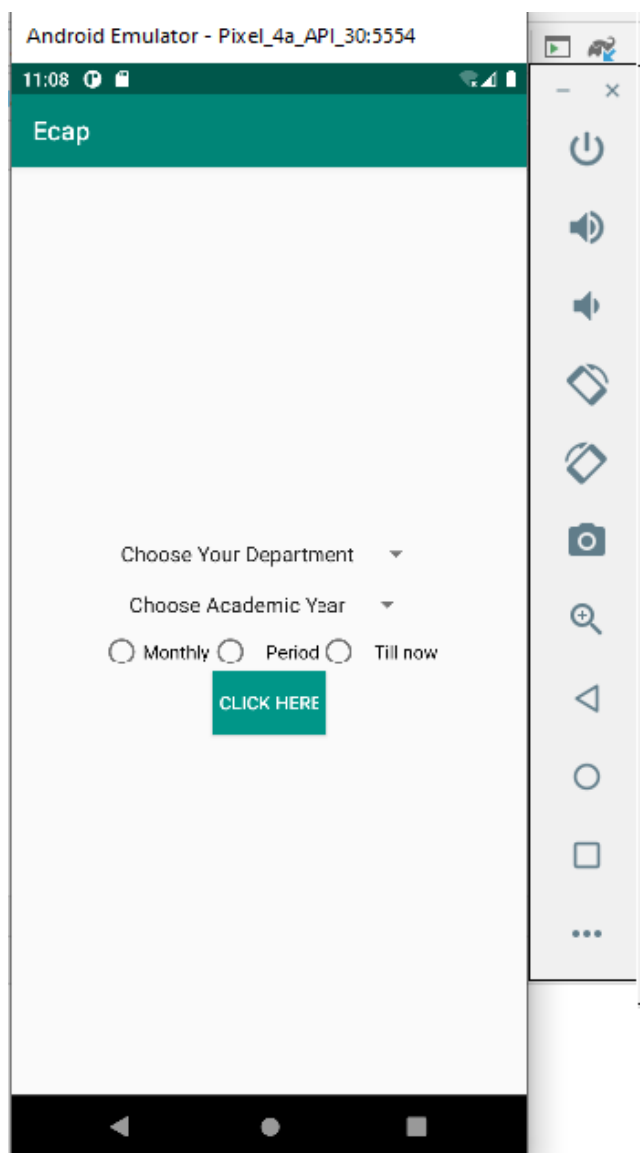 Android Emulator - Pixel_4a_API_30:5554
11:08
Ecap
Choose Your Department
Choose Academic Year
Monthly Period Till now
CLICK HERE